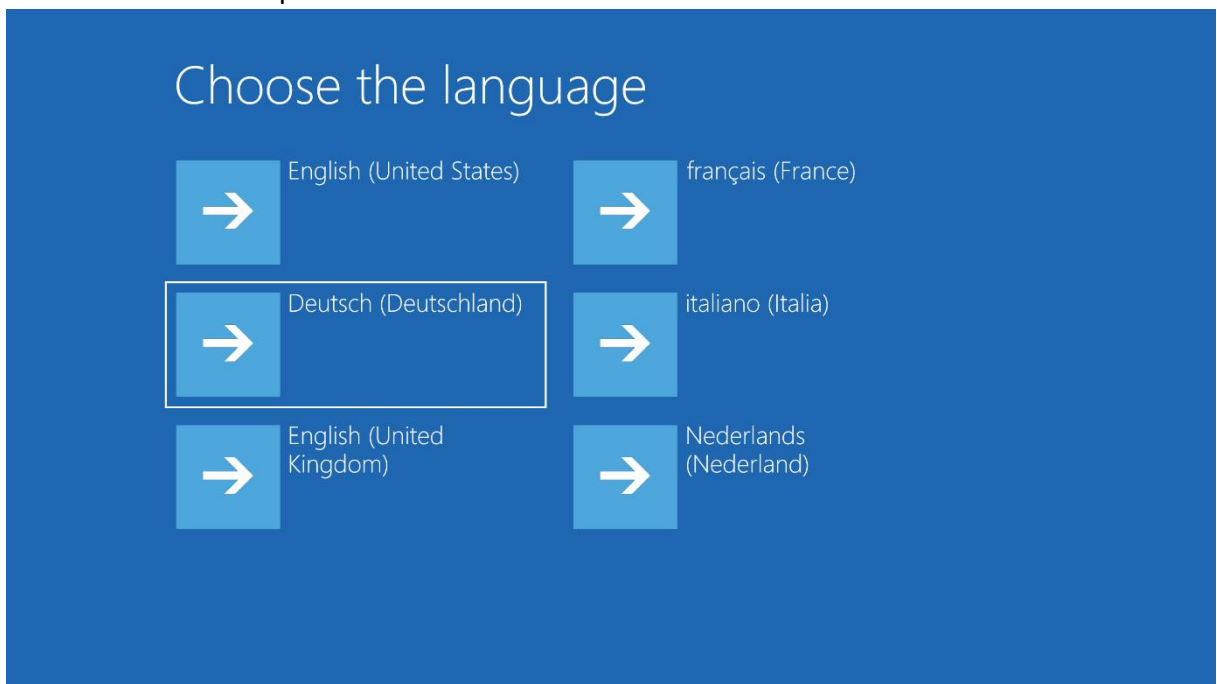 Choose the language
English (United States)
Deutsch (Deutschland)
English (United
Kingdom)
français (France)
italiano (Italia)
Nederlands
(Nederland)